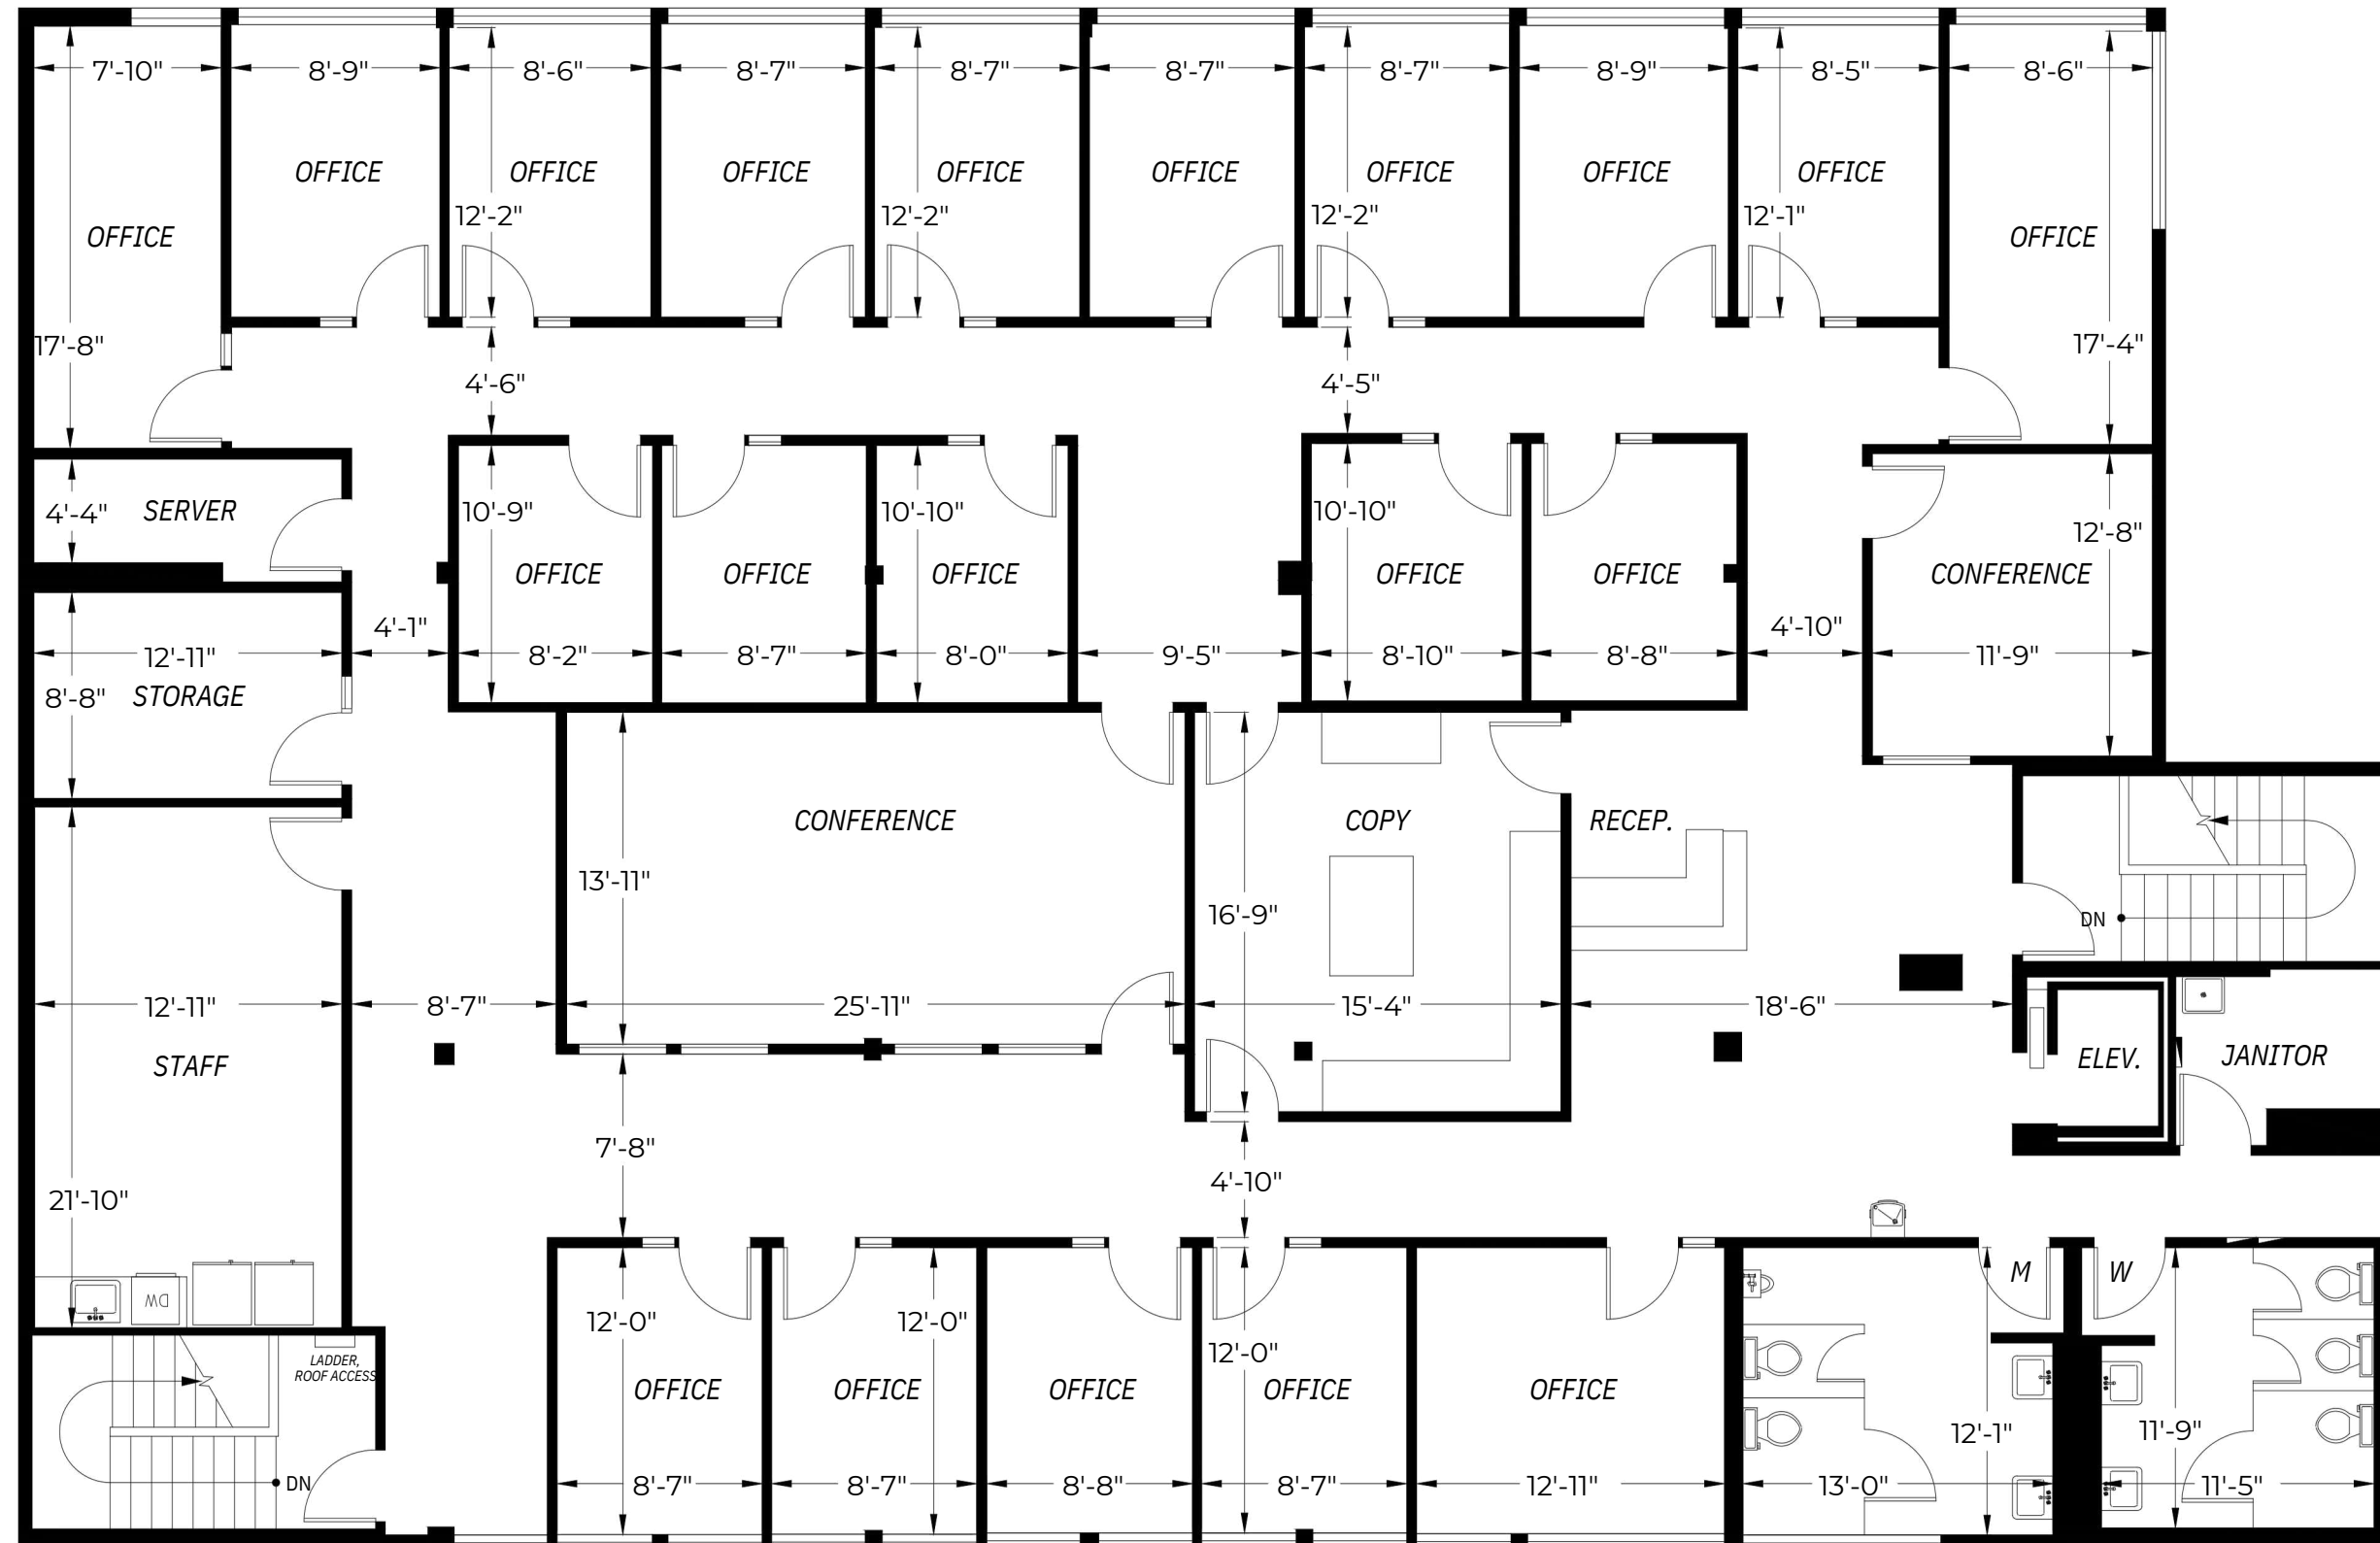 7'-10"
8'-9"
8'-6"
8'-7"
8'-7"
8'-7"
8'-7"
8'-9"
8'-5"
8'-6"
OFFICE
OFFICE
OFFICE
OFFICE
OFFICE
OFFICE
OFFICE
OFFICE
12'-2"
12'-2"
12'-2"
12'-1"
OFFICE
OFFICE
17'-8"
17'-4"
4'-6"
4'-5"
4'-4"
SERVER
10'-9"
10'-10"
10'-10"
12'-8"
OFFICE
OFFICE
OFFICE
OFFICE
OFFICE
CONFERENCE
4'-1"
4'-10"
12'-11"
8'-2"
8'-7"
8'-0"
9'-5"
8'-10"
8'-8"
11'-9"
8'-8"
STORAGE
CONFERENCE
COPY
RECEP.
13'-11"
16'-9"
DN
12'-11"
8'-7"
25'-11"
15'-4"
18'-6"
STAFF
ELEV.
JANITOR
7'-8"
4'-10"
21'-10"
M
W
DW
12'-0"
12'-0"
12'-0"
LADDER,
ROOF ACCESS
OFFICE
OFFICE
OFFICE
OFFICE
OFFICE
12'-1"
11'-9"
DN
8'-7"
8'-7"
8'-8"
8'-7"
12'-11"
13'-0"
11'-5"